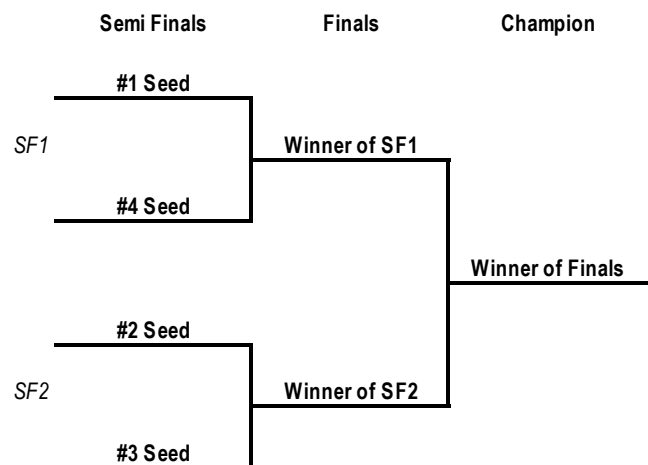 Semi Finals Finals Champion
#1 Seed
SF1 Winner of SF1
#4 Seed
Winner of Finals
#2 Seed
SF2 Winner of SF2
#3 Seed